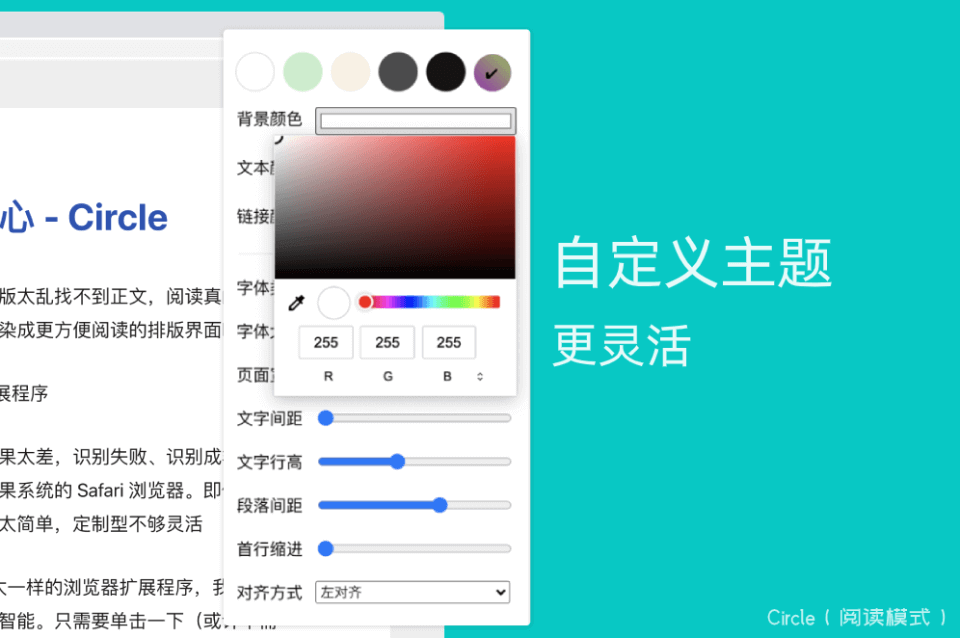 背景颜色
文本
链接
字体
字体
页面
255 255 255
R G B
文字间距
文字行高
段落间距
首行缩进
对齐方式 左对齐
心 - Circle
版太乱找不到正文，阅读真
染成更方便阅读的排版界面
展程序
果太差，识别失败、识别成
果系统的 Safari 浏览器。即
太简单，定制型不够灵活
大一样的浏览器扩展程序，我
智能。只需要单击一下（或
自定义主题
更灵活
Circle ( 阅读模式 )